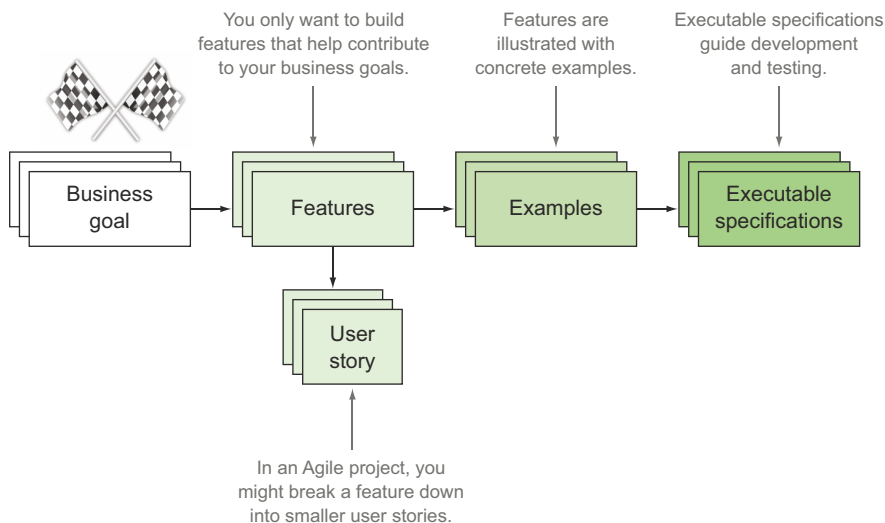 You only want to build
features that help contribute
to your business goals.
Features are
illustrated with
concrete examples.
Executable specifications
guide development
and testing.
Business
goal
Features
Examples
Executable
specifications
User
story
In an Agile project, you
might break a feature down
into smaller user stories.